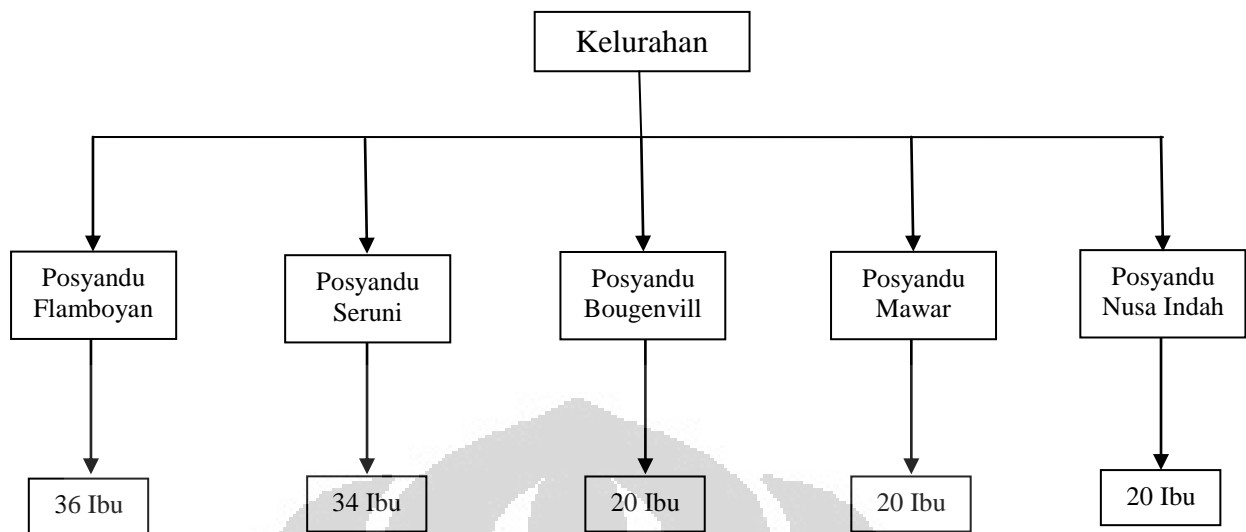 Kelurahan
Posyandu
Flamboyan
Posyandu
Seruni
Posyandu
Bougenvill
Posyandu
Mawar
Posyandu
Nusa Indah
36 Ibu
34 Ibu
20 Ibu
20 Ibu
20 Ibu